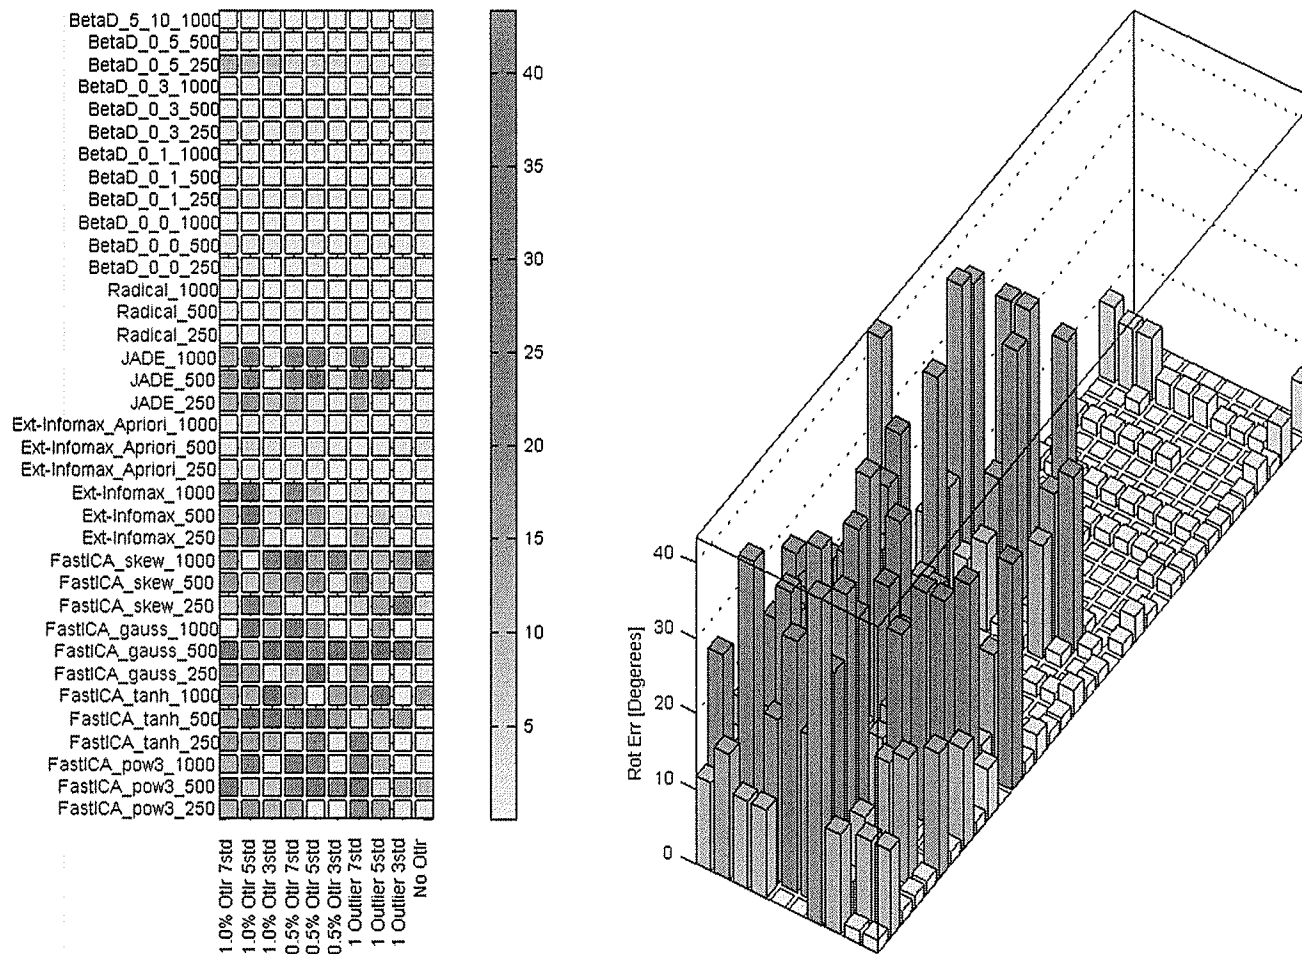 BetaD_5_10_1000
BetaD_0_5_500
BetaD_0_5_250
BetaD_0_3_1000
BetaD_0_3_500
BetaD_0_3_250
BetaD_0_1_1000
BetaD_0_1_500
BetaD_0_1_250
BetaD_0_0_1000
BetaD_0_0_500
BetaD_0_0_250
Radical_1000
Radical_500
Radical_250
JADE_1000
JADE_500
JADE_250
Ext-Infomax_Apriori_1000
Ext-Infomax_Apriori_500
Ext-Infomax_Apriori_250
Ext-Infomax_1000
Ext-Infomax_500
Ext-Infomax_250
FastICA_skew_1000
FastICA_skew_500
FastICA_skew_250
FastICA_gauss_1000
FastICA_gauss_500
FastICA_gauss_250
FastICA_tanh_1000
FastICA_tanh_500
FastICA_tanh_250
FastICA_pow3_1000
FastICA_pow3_500
FastICA_pow3_250
1.0% Otlr 7std
1.0% Otlr 5std
1.0% Otlr 3std
0.5% Otlr 7std
0.5% Otlr 5std
0.5% Otlr 3std
1 Outlier 7std
1 Outlier 5std
1 Outlier 3std
No Otlr
40
35
30
25
20
15
10
5
Rot Err [Degerees]
40
30
20
10
0